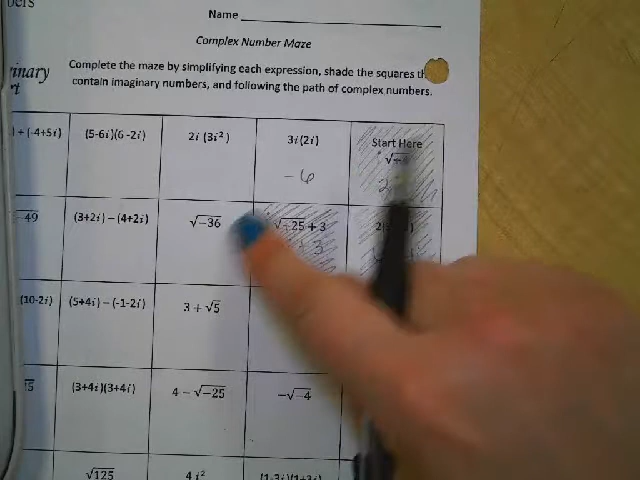 Name
Complex Number Maze
Complete the maze by simplifying each expression, shade the squares
contain imaginary numbers, and following the path of complex numbers.
+ (-4+5i) (5-6i)(6-2i) 2i (3i²) 3i(2i) Start Here
-6
-49 (3+2i) – (4+2i) √-36 √-25 + 3
3
(10-2i) (5+4i) – (-1-2i) 3 + √5
(3+4i)(3+4i) 4 – √-25 -√-4
√125 4i²